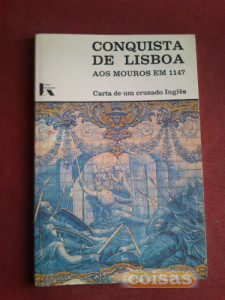 CONQUISTA
DE LISBOA
AOS MOUROS EM 1147
Carta de um cruzado Inglês
coisas